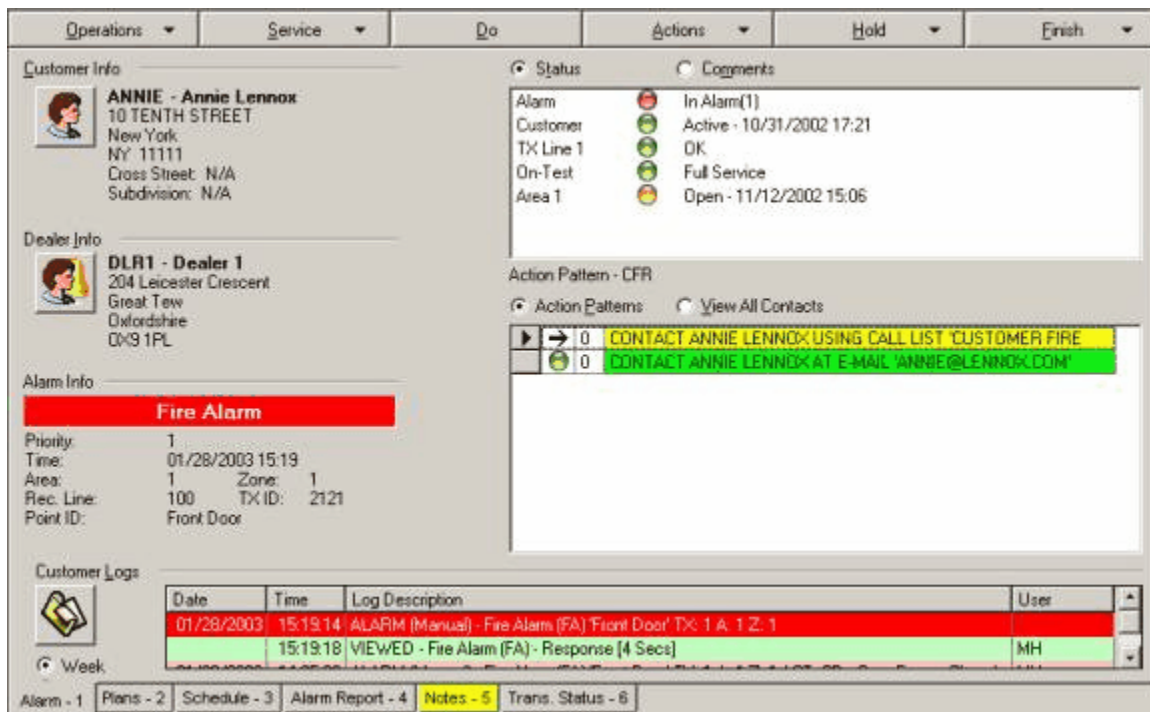 Operations Service Do Actions Hold Finish
Customer Info
ANNIE - Annie Lennox
10 TENTH STREET
New York
NY 11111
Cross Street: N/A
Subdivision: N/A
Dealer Info
DLR1 - Dealer 1
204 Leicester Crescent
Great Tew
Oxfordshire
OX9 1PL
Alarm Info
Fire Alarm
Priority: 1
Time: 01/28/2003 15:19
Area: 1 Zone: 1
Rec. Line: 100 TX ID: 2121
Point ID: Front Door
Status Comments
Alarm In Alarm(1)
Customer Active - 10/31/2002 17:21
TX Line 1 OK
On-Test Full Service
Area 1 Open - 11/12/2002 15:06
Action Pattern - CFR
Action Patterns View All Contacts
0 CONTACT ANNIE LENNOX USING CALL LIST 'CUSTOMER FIRE
0 CONTACT ANNIE LENNOX AT E-MAIL 'ANNIE@LENNOX.COM'
Customer Logs
Week
Date Time Log Description User
01/28/2003 15:19:14 ALARM (Manual) - Fire Alarm (FA) 'Front Door' TX: 1 A: 1 Z: 1
15:19:18 VIEWED - Fire Alarm (FA) - Response [4 Secs] MH
Alarm - 1 Plans - 2 Schedule - 3 Alarm Report - 4 Notes - 5 Trans. Status - 6